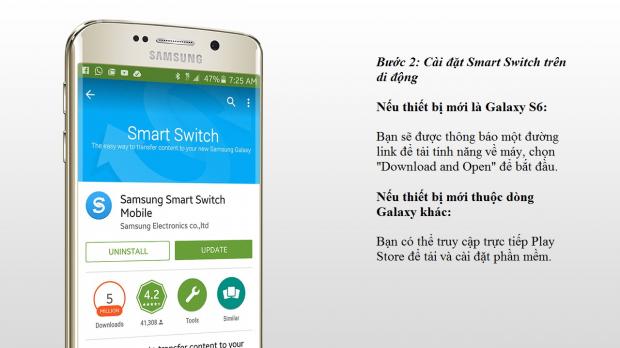 SAMSUNG
47% 7:25 AM
Smart Switch
The easy way to transfer content to your new Samsung Galaxy
S
Samsung Smart Switch
Mobile
Samsung Electronics co.,ltd
UNINSTALL
UPDATE
5
MILLION
Downloads
4.2
41,308
Tools
Similar
transfer content to your
Bước 2: Cài đặt Smart Switch trên
di động
Nếu thiết bị mới là Galaxy S6:
Bạn sẽ được thông báo một đường
link để tải tính năng về máy, chọn
"Download and Open" để bắt đầu.
Nếu thiết bị mới thuộc dòng
Galaxy khác:
Bạn có thể truy cập trực tiếp Play
Store để tải và cài đặt phần mềm.